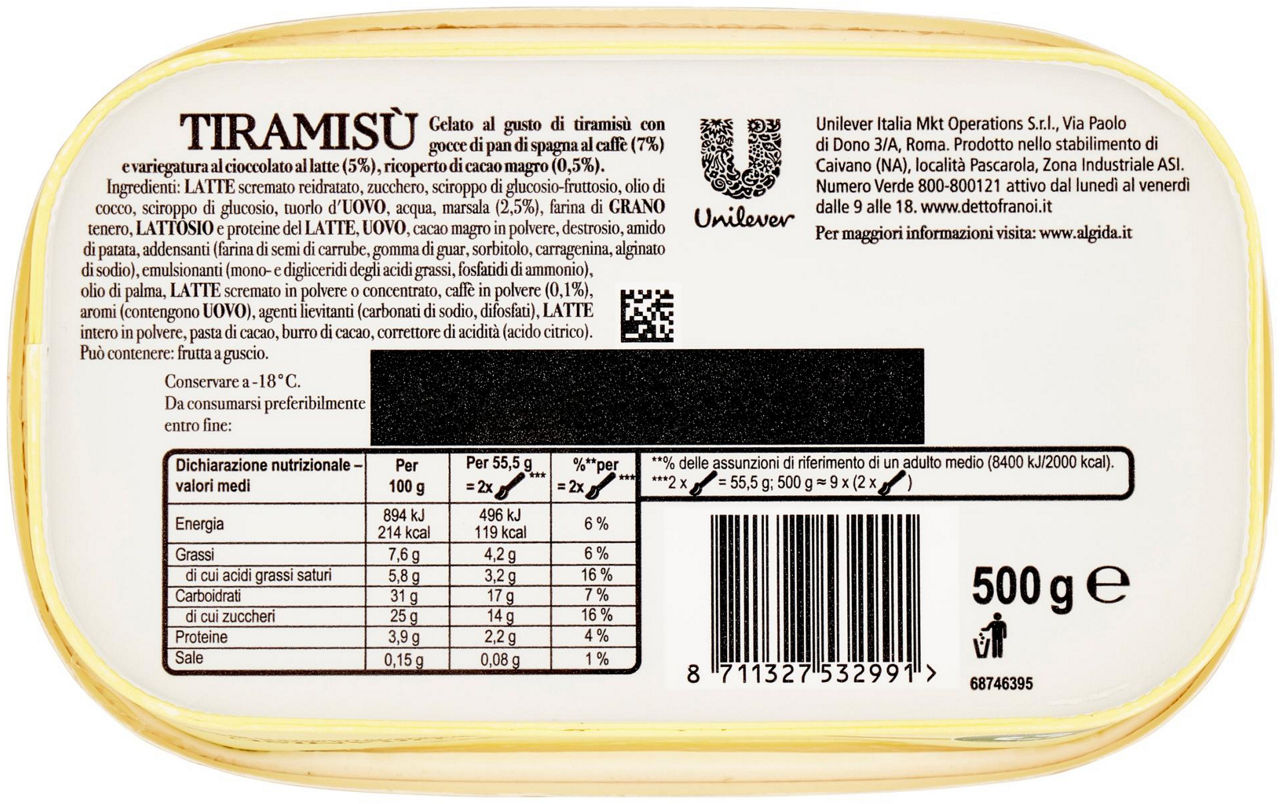 TIRAMISÙ Gelato al gusto di tiramisù con
gocce di pan di spagna al caffè (7%)
e variegatura al cioccolato al latte (5%), ricoperto di cacao magro (0,5%).
Ingredienti: LATTE scremato reidratato, zucchero, sciroppo di glucosio-fruttosio, olio di
cocco, sciroppo di glucosio, tuorlo d'UOVO, acqua, marsala (2,5%), farina di GRANO
tenero, LATTOSIO e proteine del LATTE, UOVO, cacao magro in polvere, destrosio, amido
di patata, addensanti (farina di semi di carrube, gomma di guar, sorbitolo, carragenina, alginato
di sodio), emulsionanti (mono- e digliceridi degli acidi grassi, fosfatidi di ammonio),
olio di palma, LATTE scremato in polvere o concentrato, caffè in polvere (0,1%),
aromi (contengono UOVO), agenti lievitanti (carbonati di sodio, difosfati), LATTE
intero in polvere, pasta di cacao, burro di cacao, correttore di acidità (acido citrico).
Può contenere: frutta a guscio.
Conservare a -18°C.
Da consumarsi preferibilmente
entro fine:
Unilever
Unilever Italia Mkt Operations S.r.l., Via Paolo
di Dono 3/A, Roma. Prodotto nello stabilimento di
Caivano (NA), località Pascarola, Zona Industriale ASI.
Numero Verde 800-800121 attivo dal lunedì al venerdì
dalle 9 alle 18. www.dettofranoi.it
Per maggiori informazioni visita: www.algida.it
Dichiarazione nutrizionale – valori medi Per 100 g Per 55,5 g = 2x *** %**per = 2x ***
Energia 894 kJ 214 kcal 496 kJ 119 kcal 6 %
Grassi 7,6 g 4,2 g 6 %
di cui acidi grassi saturi 5,8 g 3,2 g 16 %
Carboidrati 31 g 17 g 7 %
di cui zuccheri 25 g 14 g 16 %
Proteine 3,9 g 2,2 g 4 %
Sale 0,15 g 0,08 g 1 %
**% delle assunzioni di riferimento di un adulto medio (8400 kJ/2000 kcal).
***2 x = 55,5 g; 500 g ≈ 9 x (2 x )
8 711327 532991 >
500 g e
68746395